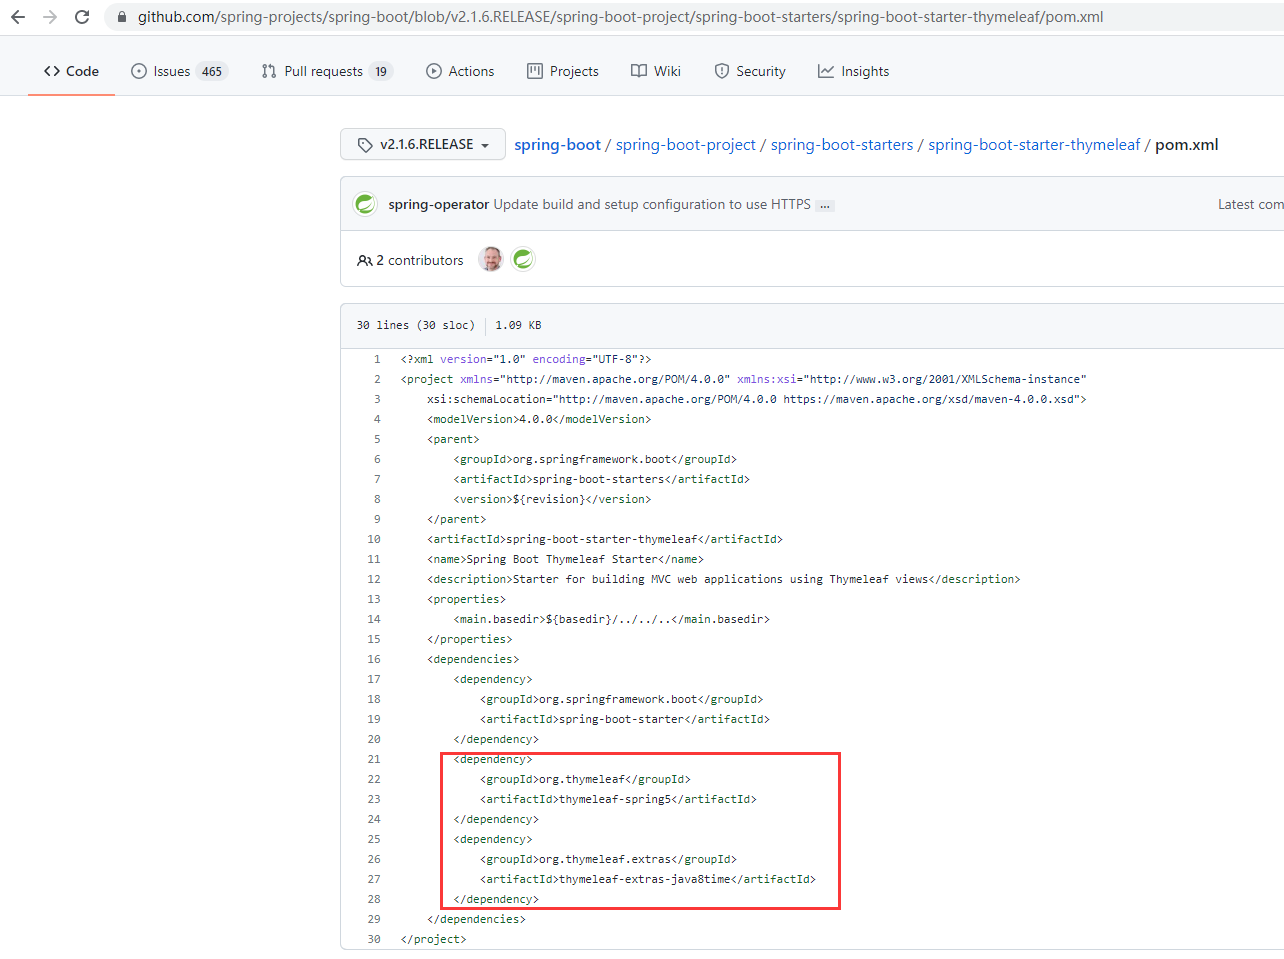 github.com/spring-projects/spring-boot/blob/v2.1.6.RELEASE/spring-boot-project/spring-boot-starters/spring-boot-starter-thymeleaf/pom.xml
<> Code Issues 465 Pull requests 19 Actions Projects Wiki Security Insights
v2.1.6.RELEASE spring-boot / spring-boot-project / spring-boot-starters / spring-boot-starter-thymeleaf / pom.xml
spring-operator Update build and setup configuration to use HTTPS ... Latest com
2 contributors
30 lines (30 sloc) 1.09 KB
1 <?xml version="1.0" encoding="UTF-8"?>
2 <project xmlns="http://maven.apache.org/POM/4.0.0" xmlns:xsi="http://www.w3.org/2001/XMLSchema-instance"
3 xsi:schemaLocation="http://maven.apache.org/POM/4.0.0 https://maven.apache.org/xsd/maven-4.0.0.xsd">
4 <modelVersion>4.0.0</modelVersion>
5 <parent>
6 <groupId>org.springframework.boot</groupId>
7 <artifactId>spring-boot-starters</artifactId>
8 <version>${revision}</version>
9 </parent>
10 <artifactId>spring-boot-starter-thymeleaf</artifactId>
11 <name>Spring Boot Thymeleaf Starter</name>
12 <description>Starter for building MVC web applications using Thymeleaf views</description>
13 <properties>
14 <main.basedir>${basedir}/../../..</main.basedir>
15 </properties>
16 <dependencies>
17 <dependency>
18 <groupId>org.springframework.boot</groupId>
19 <artifactId>spring-boot-starter</artifactId>
20 </dependency>
21 <dependency>
22 <groupId>org.thymeleaf</groupId>
23 <artifactId>thymeleaf-spring5</artifactId>
24 </dependency>
25 <dependency>
26 <groupId>org.thymeleaf.extras</groupId>
27 <artifactId>thymeleaf-extras-java8time</artifactId>
28 </dependency>
29 </dependencies>
30 </project>